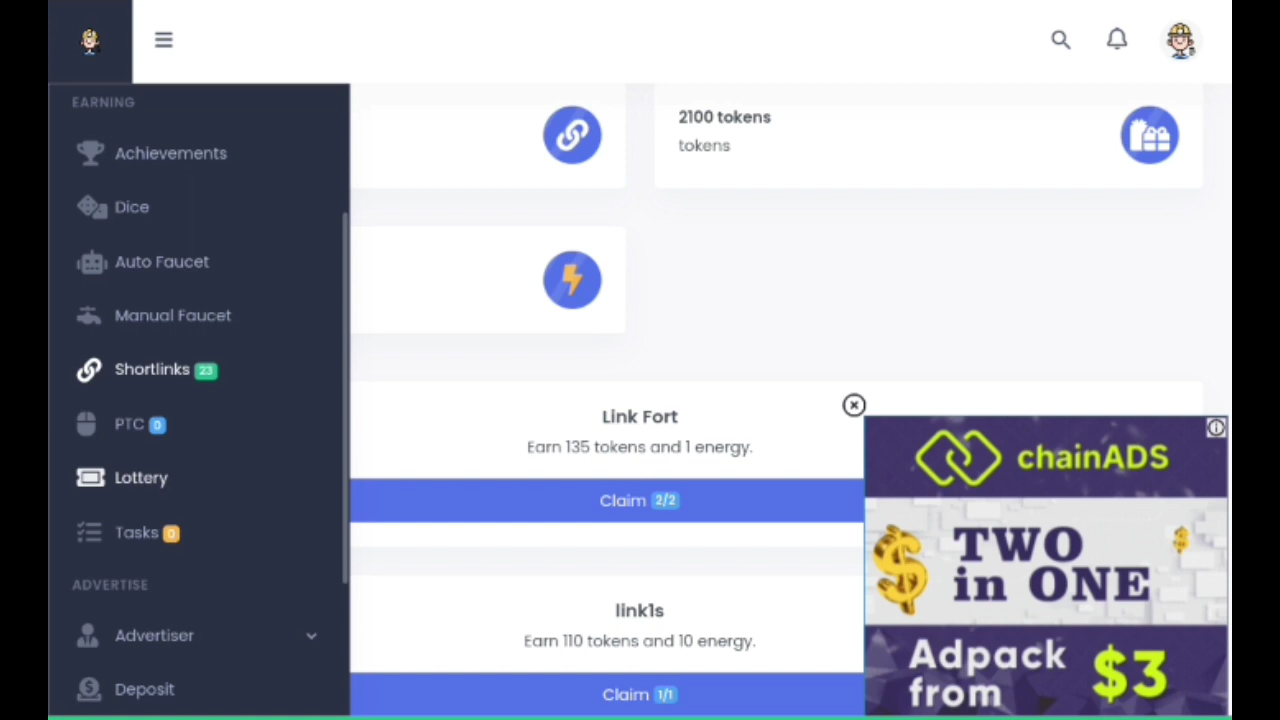 EARNING
Achievements
Dice
Auto Faucet
Manual Faucet
Shortlinks 23
PTC 0
Lottery
Tasks 0
ADVERTISE
Advertiser
Deposit
2100 tokens
tokens
Link Fort
Earn 135 tokens and 1 energy.
Claim 2/2
link1s
Earn 110 tokens and 10 energy.
Claim 1/1
chainADS
TWO
in ONE
Adpack
from $3